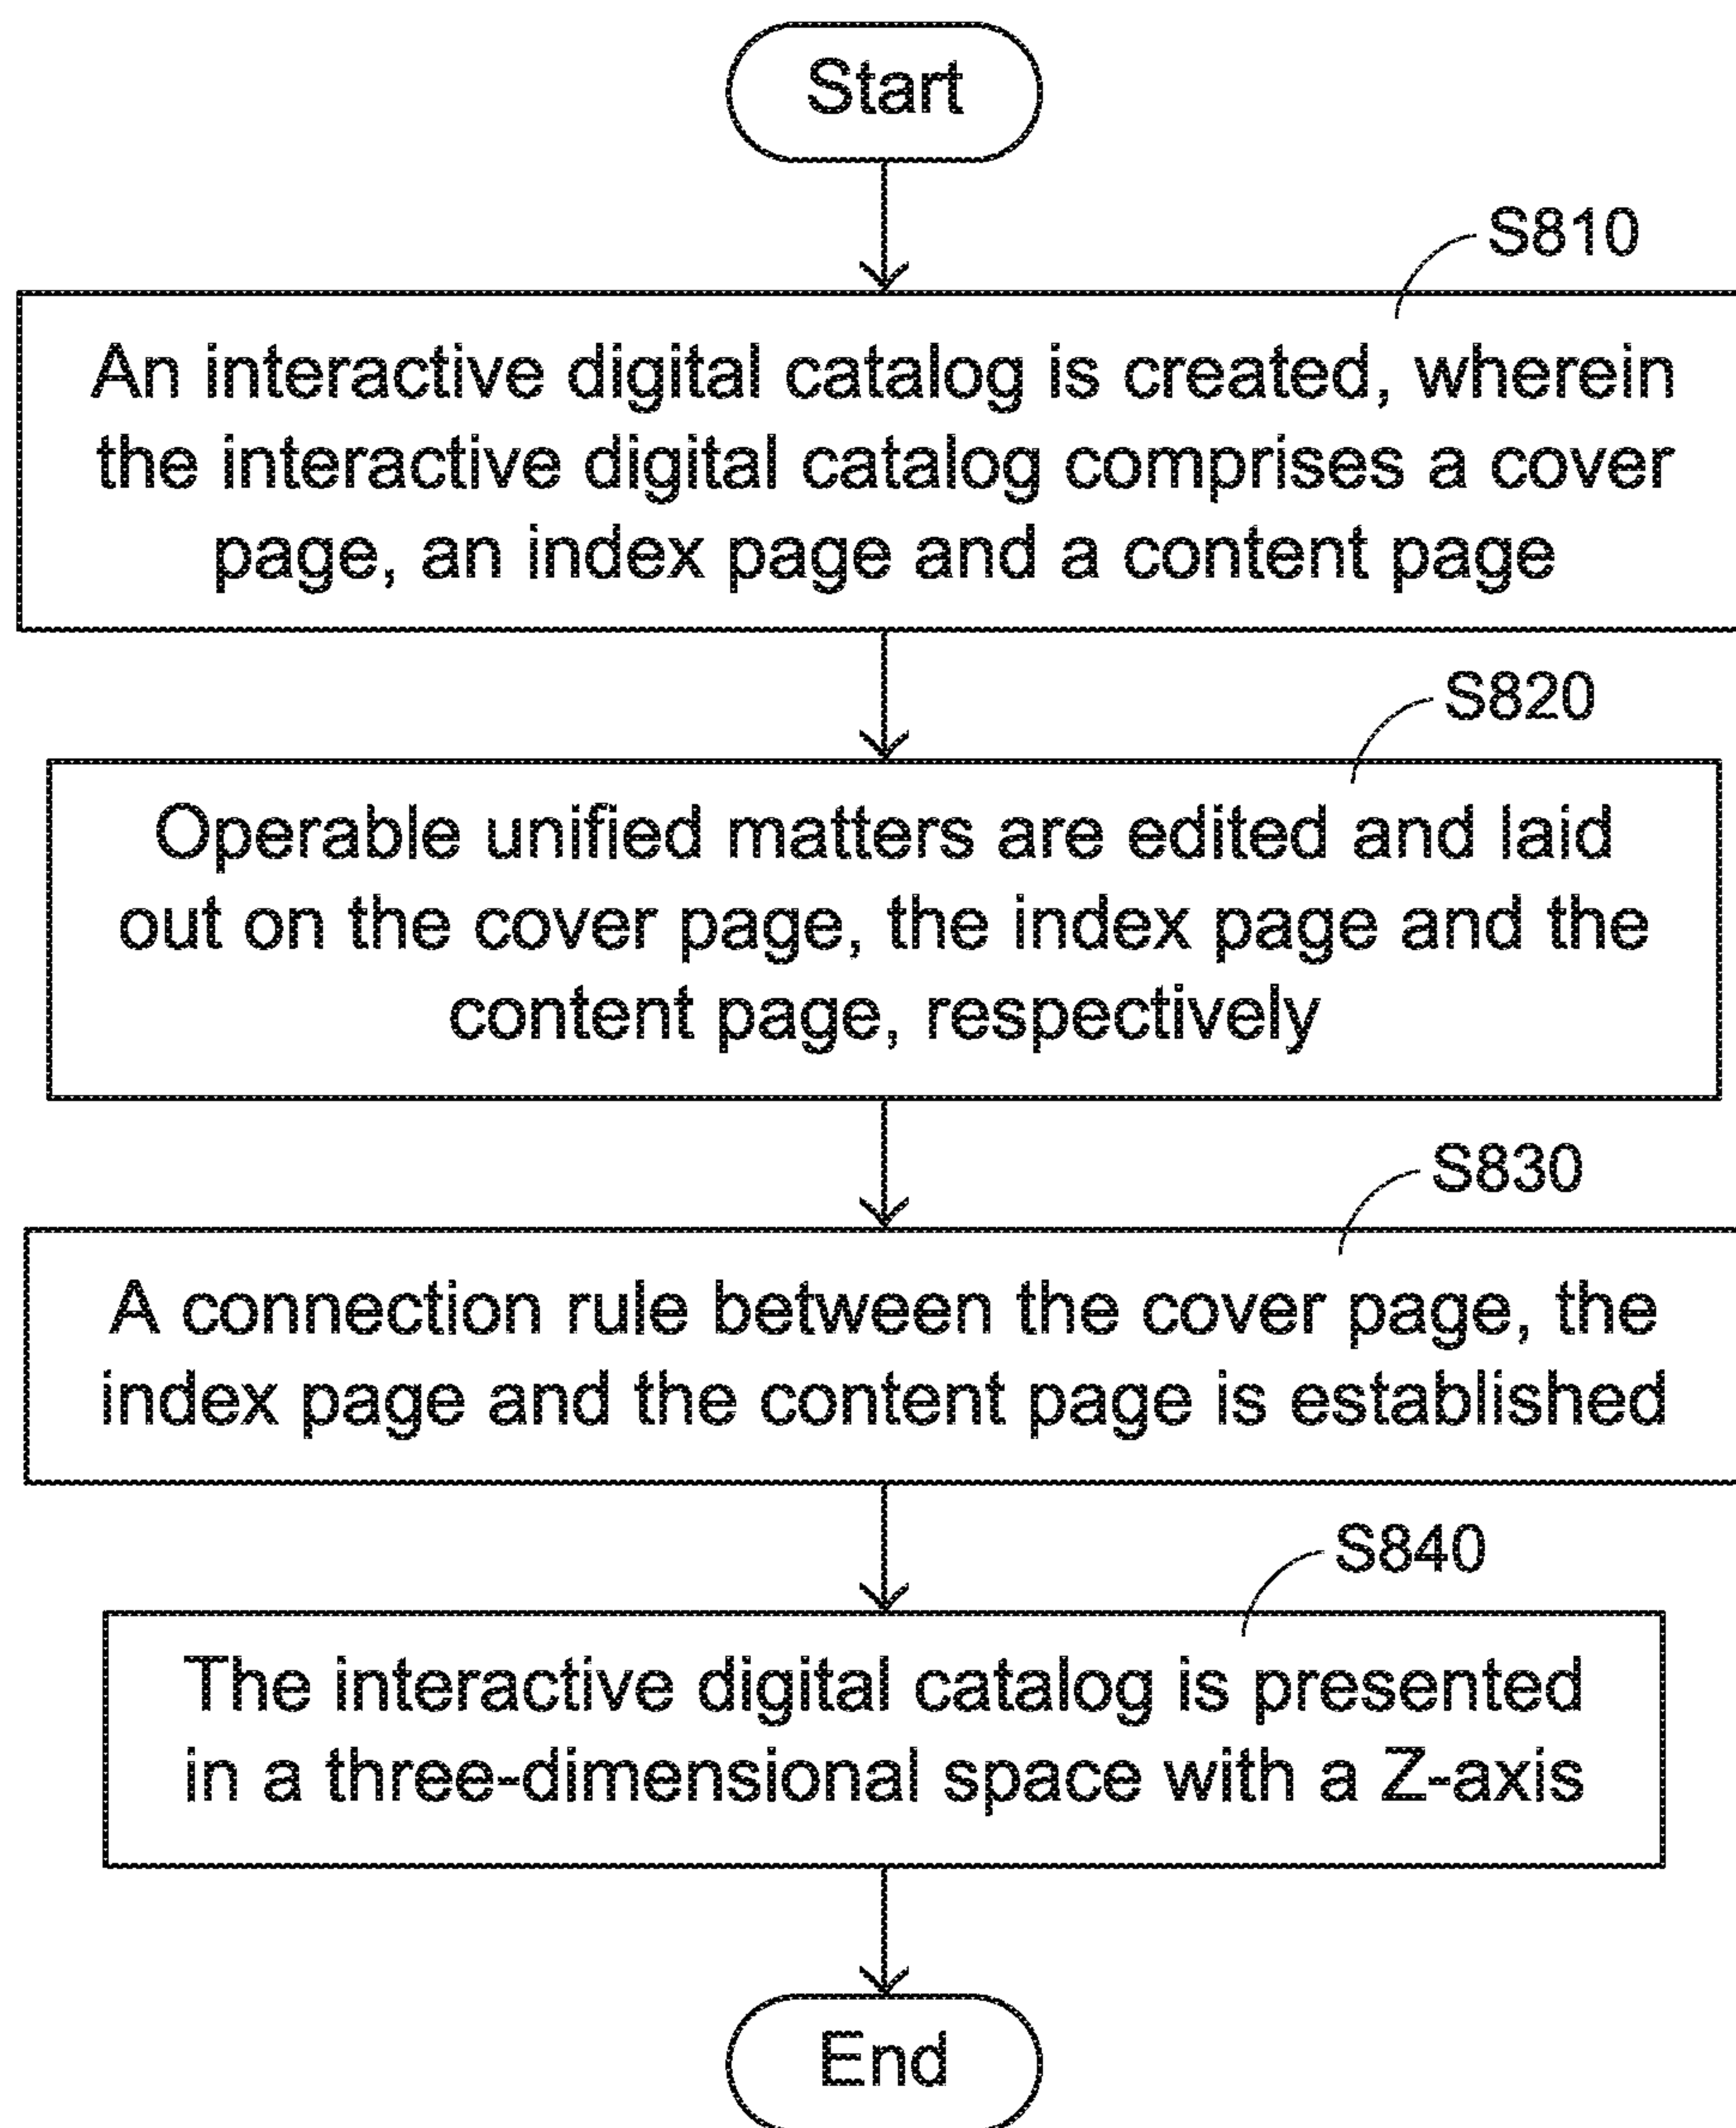 Start
S810
An interactive digital catalog is created, wherein
the interactive digital catalog comprises a cover
page, an index page and a content page
S820
Operable unified matters are edited and laid
out on the cover page, the index page and the
content page, respectively
S830
A connection rule between the cover page, the
index page and the content page is established
S840
The interactive digital catalog is presented
in a three-dimensional space with a Z-axis
End